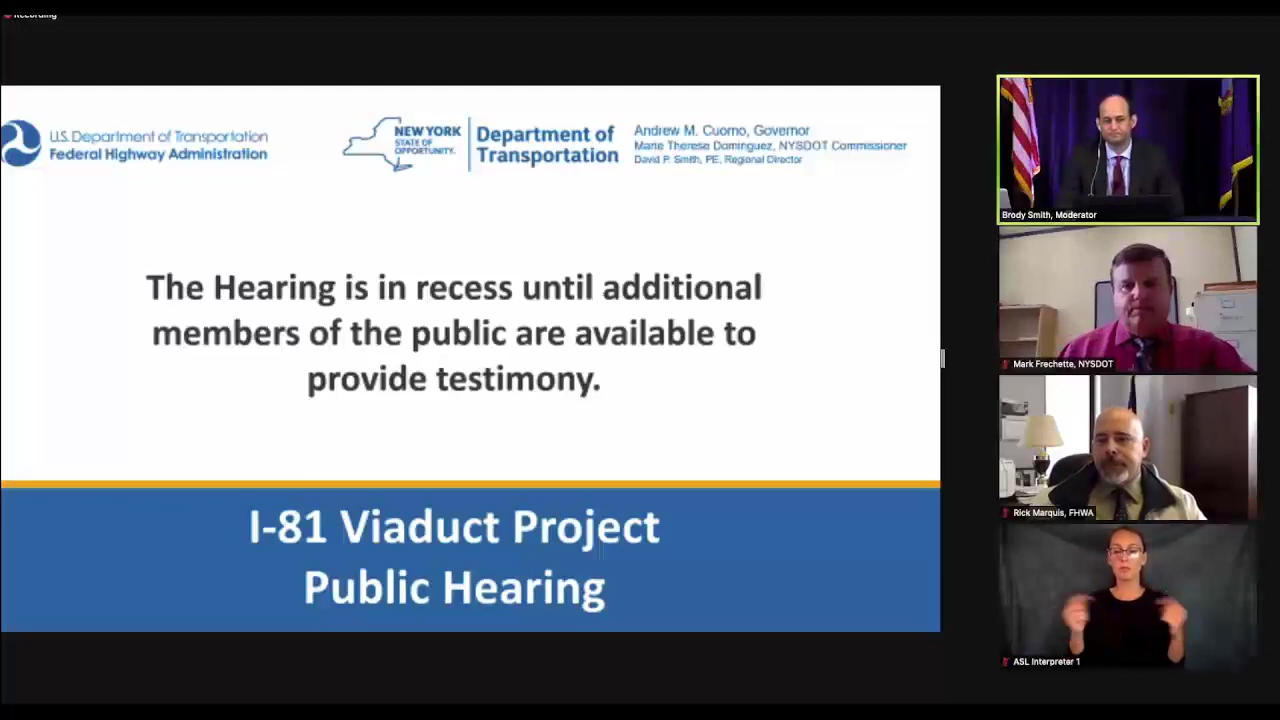 Recording
U.S. Department of Transportation
Federal Highway Administration
NEW YORK
STATE OF
OPPORTUNITY.
Department of
Transportation
Andrew M. Cuomo, Governor
Marie Therese Dominguez, NYSDOT Commissioner
David P. Smith, PE, Regional Director
The Hearing is in recess until additional
members of the public are available to
provide testimony.
I-81 Viaduct Project
Public Hearing
Brody Smith, Moderator
Mark Frechette, NYSDOT
Rick Marquis, FHWA
ASL Interpreter 1